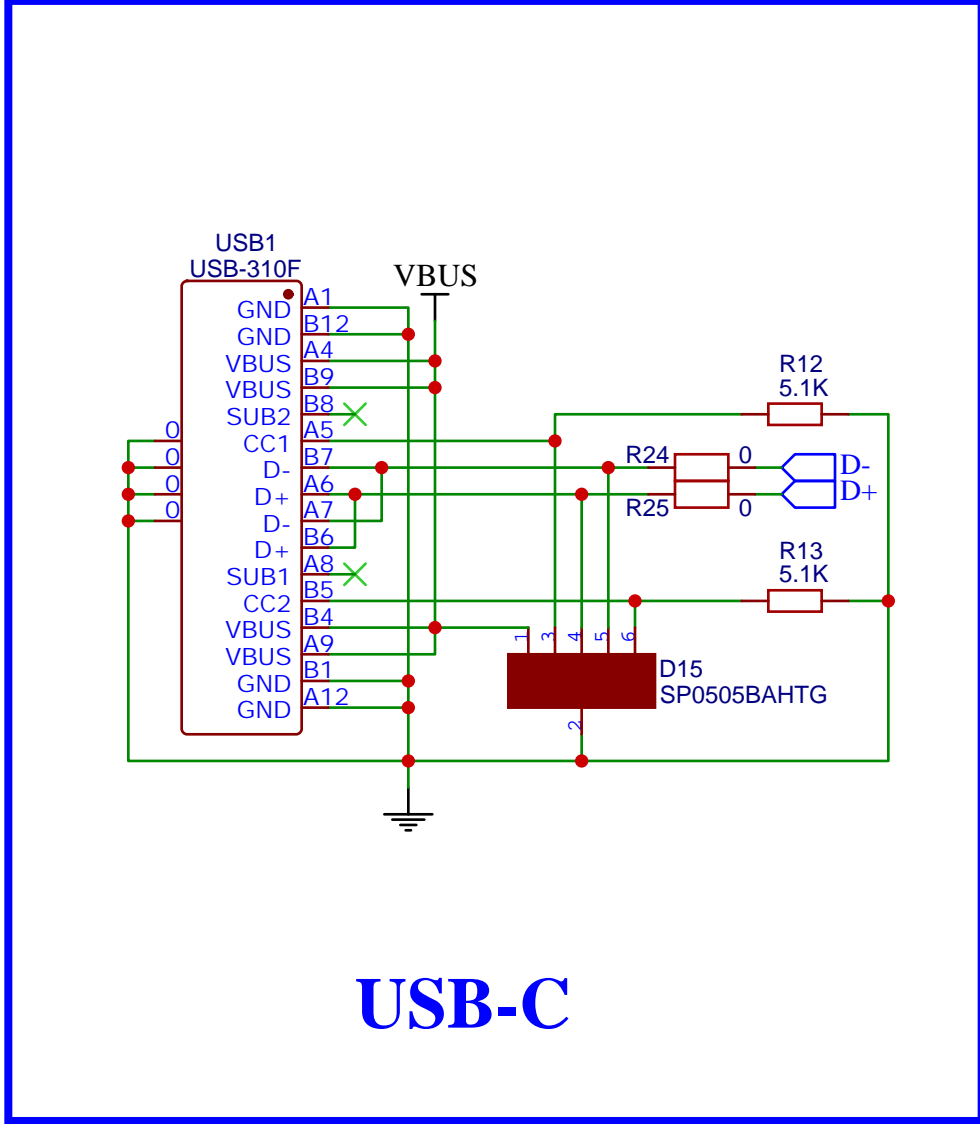 USB1
USB-310F
VBUS
GND A1
GND B12
VBUS A4
VBUS B9
SUB2 B8
0 CC1 A5
0 D- B7
0 D+ A6
0 D- A7
D+ B6
SUB1 A8
CC2 B5
VBUS B4
VBUS A9
GND B1
GND A12
R12
5.1K
R24 0 D-
R25 0 D+
R13
5.1K
1 3 4 5 6
D15
SP0505BAHTG
2
USB-C